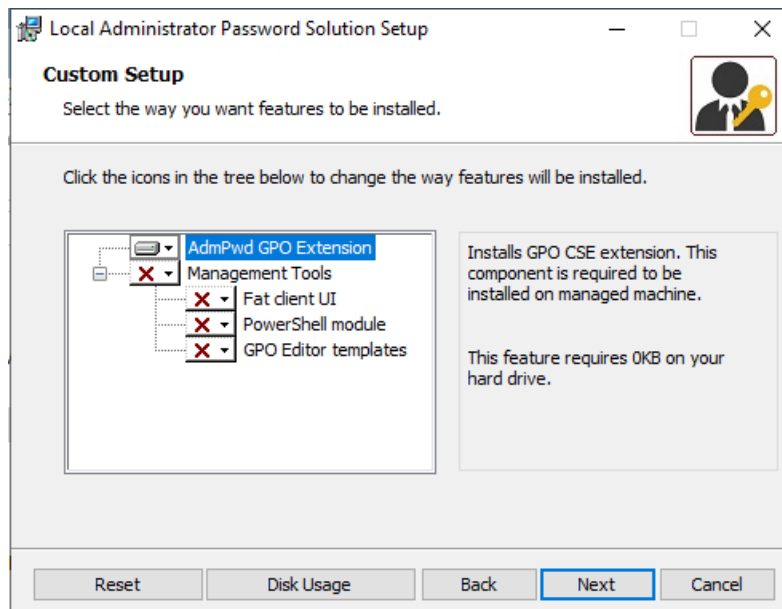 Local Administrator Password Solution Setup
Custom Setup
Select the way you want features to be installed.
Click the icons in the tree below to change the way features will be installed.
AdmPwd GPO Extension
Management Tools
Fat client UI
PowerShell module
GPO Editor templates
Installs GPO CSE extension. This
component is required to be
installed on managed machine.
This feature requires 0KB on your
hard drive.
Reset
Disk Usage
Back
Next
Cancel